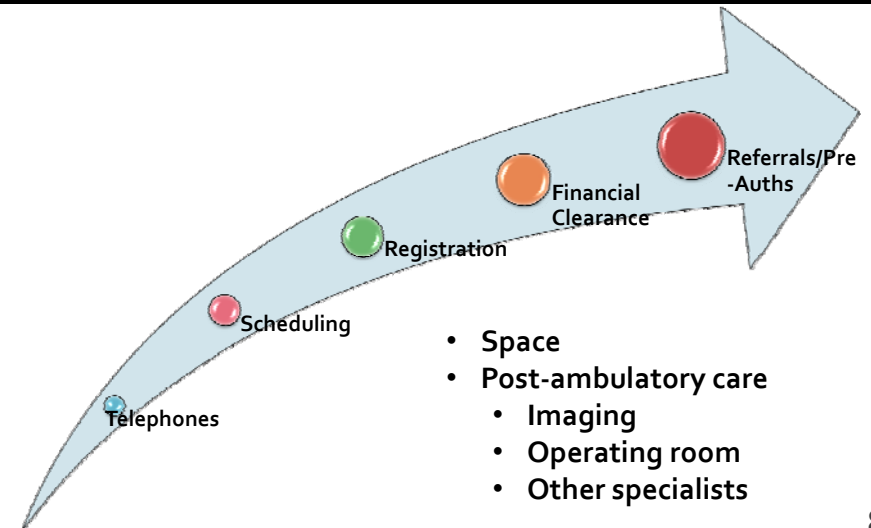 Referrals/Pre
-Auths
Financial
Clearance
Registration
Scheduling
Telephones
• Space
• Post-ambulatory care
• Imaging
• Operating room
• Other specialists